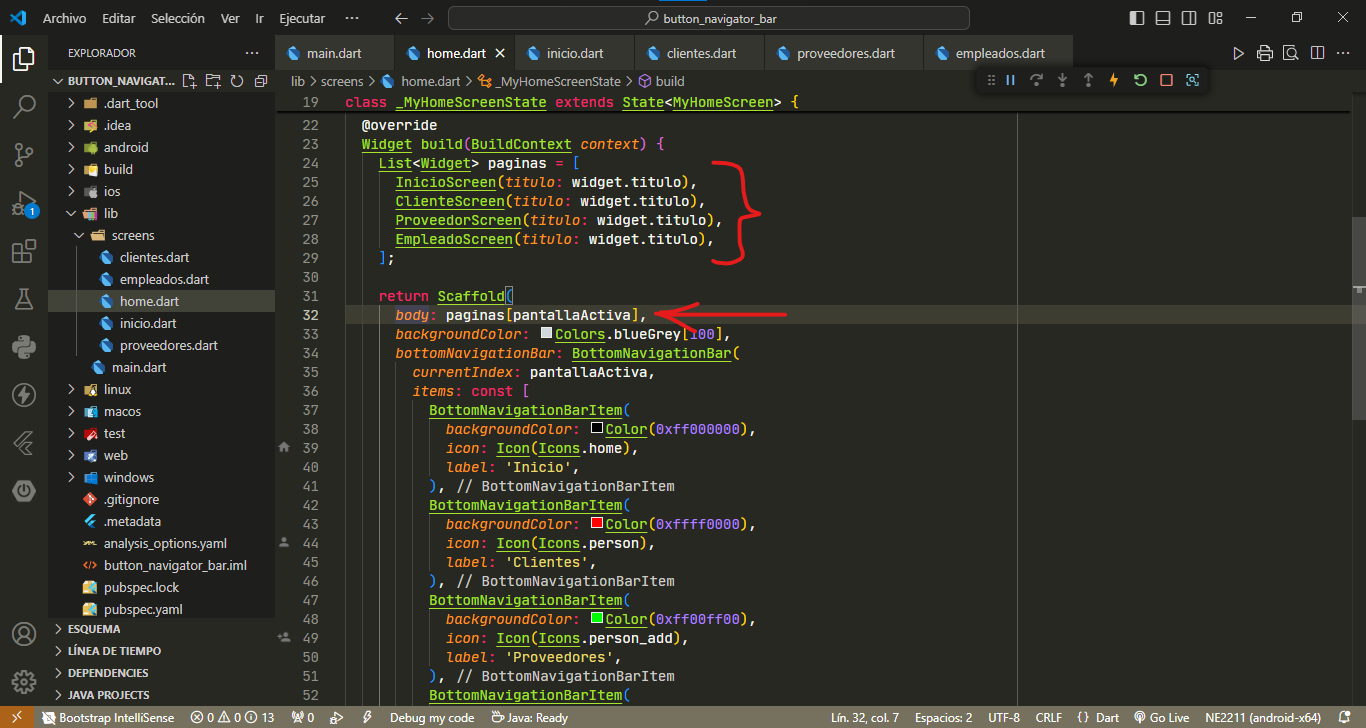 Archivo Editar Selección Ver Ir Ejecutar ··· button_navigator_bar
EXPLORADOR ···
main.dart home.dart inicio.dart clientes.dart proveedores.dart empleados.dart
BUTTON_NAVIGAT...
.dart_tool
.idea
android
build
ios
lib
screens
clientes.dart
empleados.dart
home.dart
inicio.dart
proveedores.dart
main.dart
linux
macos
test
web
windows
.gitignore
.metadata
analysis_options.yaml
button_navigator_bar.iml
pubspec.lock
pubspec.yaml
ESQUEMA
LÍNEA DE TIEMPO
DEPENDENCIES
JAVA PROJECTS
1
lib > screens > home.dart > _MyHomeScreenState > build
19 class _MyHomeScreenState extends State<MyHomeScreen> {
22 @override
23 Widget build(BuildContext context) {
24 List<Widget> paginas = [
25 InicioScreen(titulo: widget.titulo),
26 ClienteScreen(titulo: widget.titulo),
27 ProveedorScreen(titulo: widget.titulo),
28 EmpleadoScreen(titulo: widget.titulo),
29 ];
30
31 return Scaffold(
32 body: paginas[pantallaActiva],
33 backgroundColor: Colors.blueGrey[100],
34 bottomNavigationBar: BottomNavigationBar(
35 currentIndex: pantallaActiva,
36 items: const [
37 BottomNavigationBarItem(
38 backgroundColor: Color(0xff000000),
39 icon: Icon(Icons.home),
40 label: 'Inicio',
41 ), // BottomNavigationBarItem
42 BottomNavigationBarItem(
43 backgroundColor: Color(0xffff0000),
44 icon: Icon(Icons.person),
45 label: 'Clientes',
46 ), // BottomNavigationBarItem
47 BottomNavigationBarItem(
48 backgroundColor: Color(0xff00ff00),
49 icon: Icon(Icons.person_add),
50 label: 'Proveedores',
51 ), // BottomNavigationBarItem
52 BottomNavigationBarItem(
Bootstrap IntelliSense 0 0 13 0 Debug my code Java: Ready Lín. 32, col. 7 Espacios: 2 UTF-8 CRLF {} Dart Go Live NE2211 (android-x64)